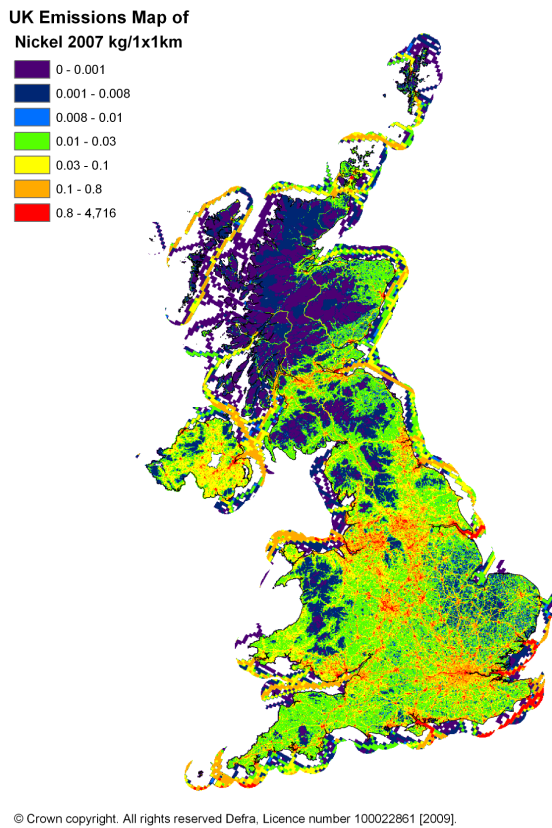 UK Emissions Map of
Nickel 2007 kg/1x1km
0 - 0.001
0.001 - 0.008
0.008 - 0.01
0.01 - 0.03
0.03 - 0.1
0.1 - 0.8
0.8 - 4,716
© Crown copyright. All rights reserved Defra, Licence number 100022861 [2009].